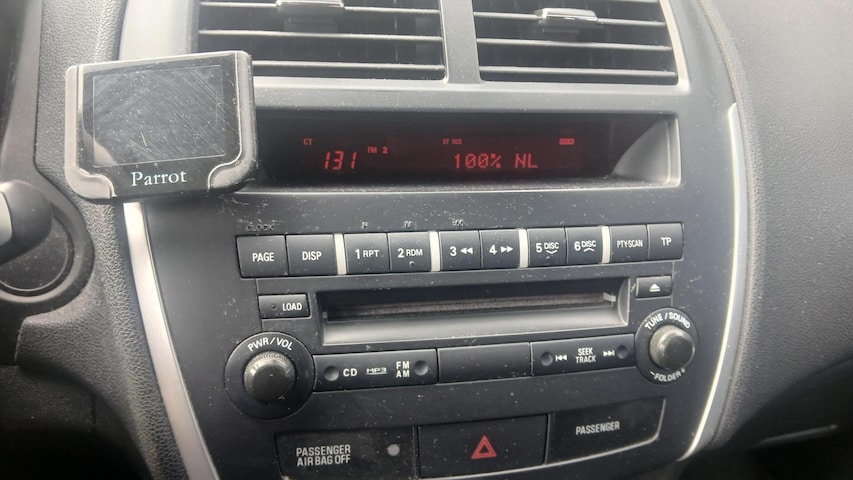 Parrot
CT
131
FM 2
ST
100% NL
CLOCK
PAGE
DISP
1 RPT
2 RDM
3
4
5 DISC
6 DISC
PTY-SCAN
TP
LOAD
PWR/VOL
CD
MP3
FM
AM
SEEK
TRACK
TUNE/SOUND
-FOLDER+
PASSENGER
AIR BAG OFF
PASSENGER